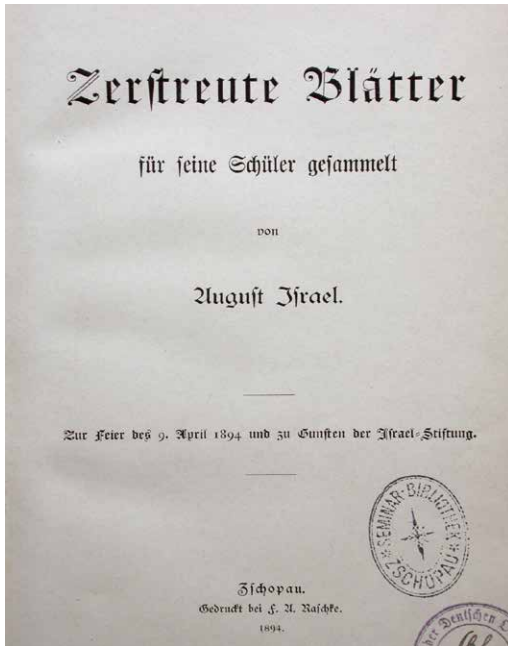 Zerſtreute Blätter
für ſeine Schüler geſammelt
von
Auguſt Iſrael.
Zur Feier des 9. April 1894 und zu Gunſten der Iſrael-Stiftung.
SEMINAR-BIBLIOTHEK
ZSCHOPAU
Zſchopau.
Gedruckt bei F. A. Raſchke.
1894.
der Deutſchen